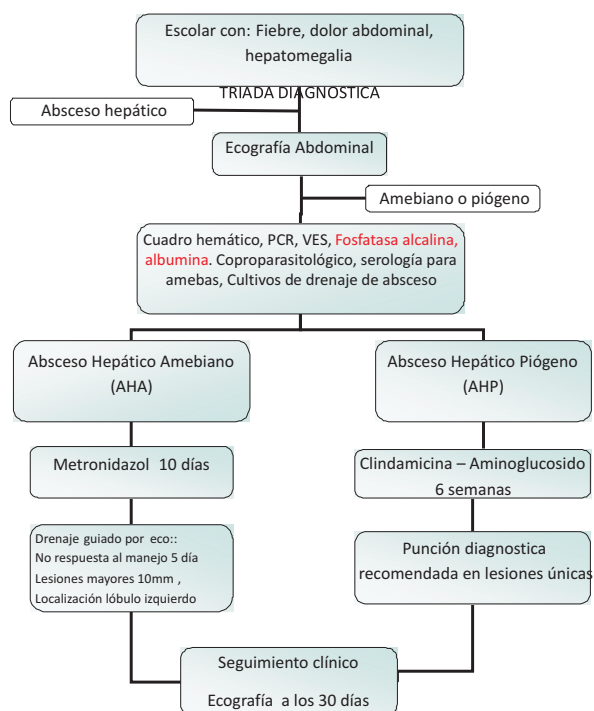 Escolar con: Fiebre, dolor abdominal,
hepatomegalia
TRIADA DIAGNOSTICA
Absceso hepático
Ecografía Abdominal
Amebiano o piógeno
Cuadro hemático, PCR, VES, Fosfatasa alcalina,
albumina. Coproparasitológico, serología para
amebas, Cultivos de drenaje de absceso
Absceso Hepático Amebiano
(AHA)
Metronidazol 10 días
Drenaje guiado por eco::
No respuesta al manejo 5 día
Lesiones mayores 10mm ,
Localización lóbulo izquierdo
Absceso Hepático Piógeno
(AHP)
Clindamicina – Aminoglucosido
6 semanas
Punción diagnostica
recomendada en lesiones únicas
Seguimiento clínico
Ecografía a los 30 días